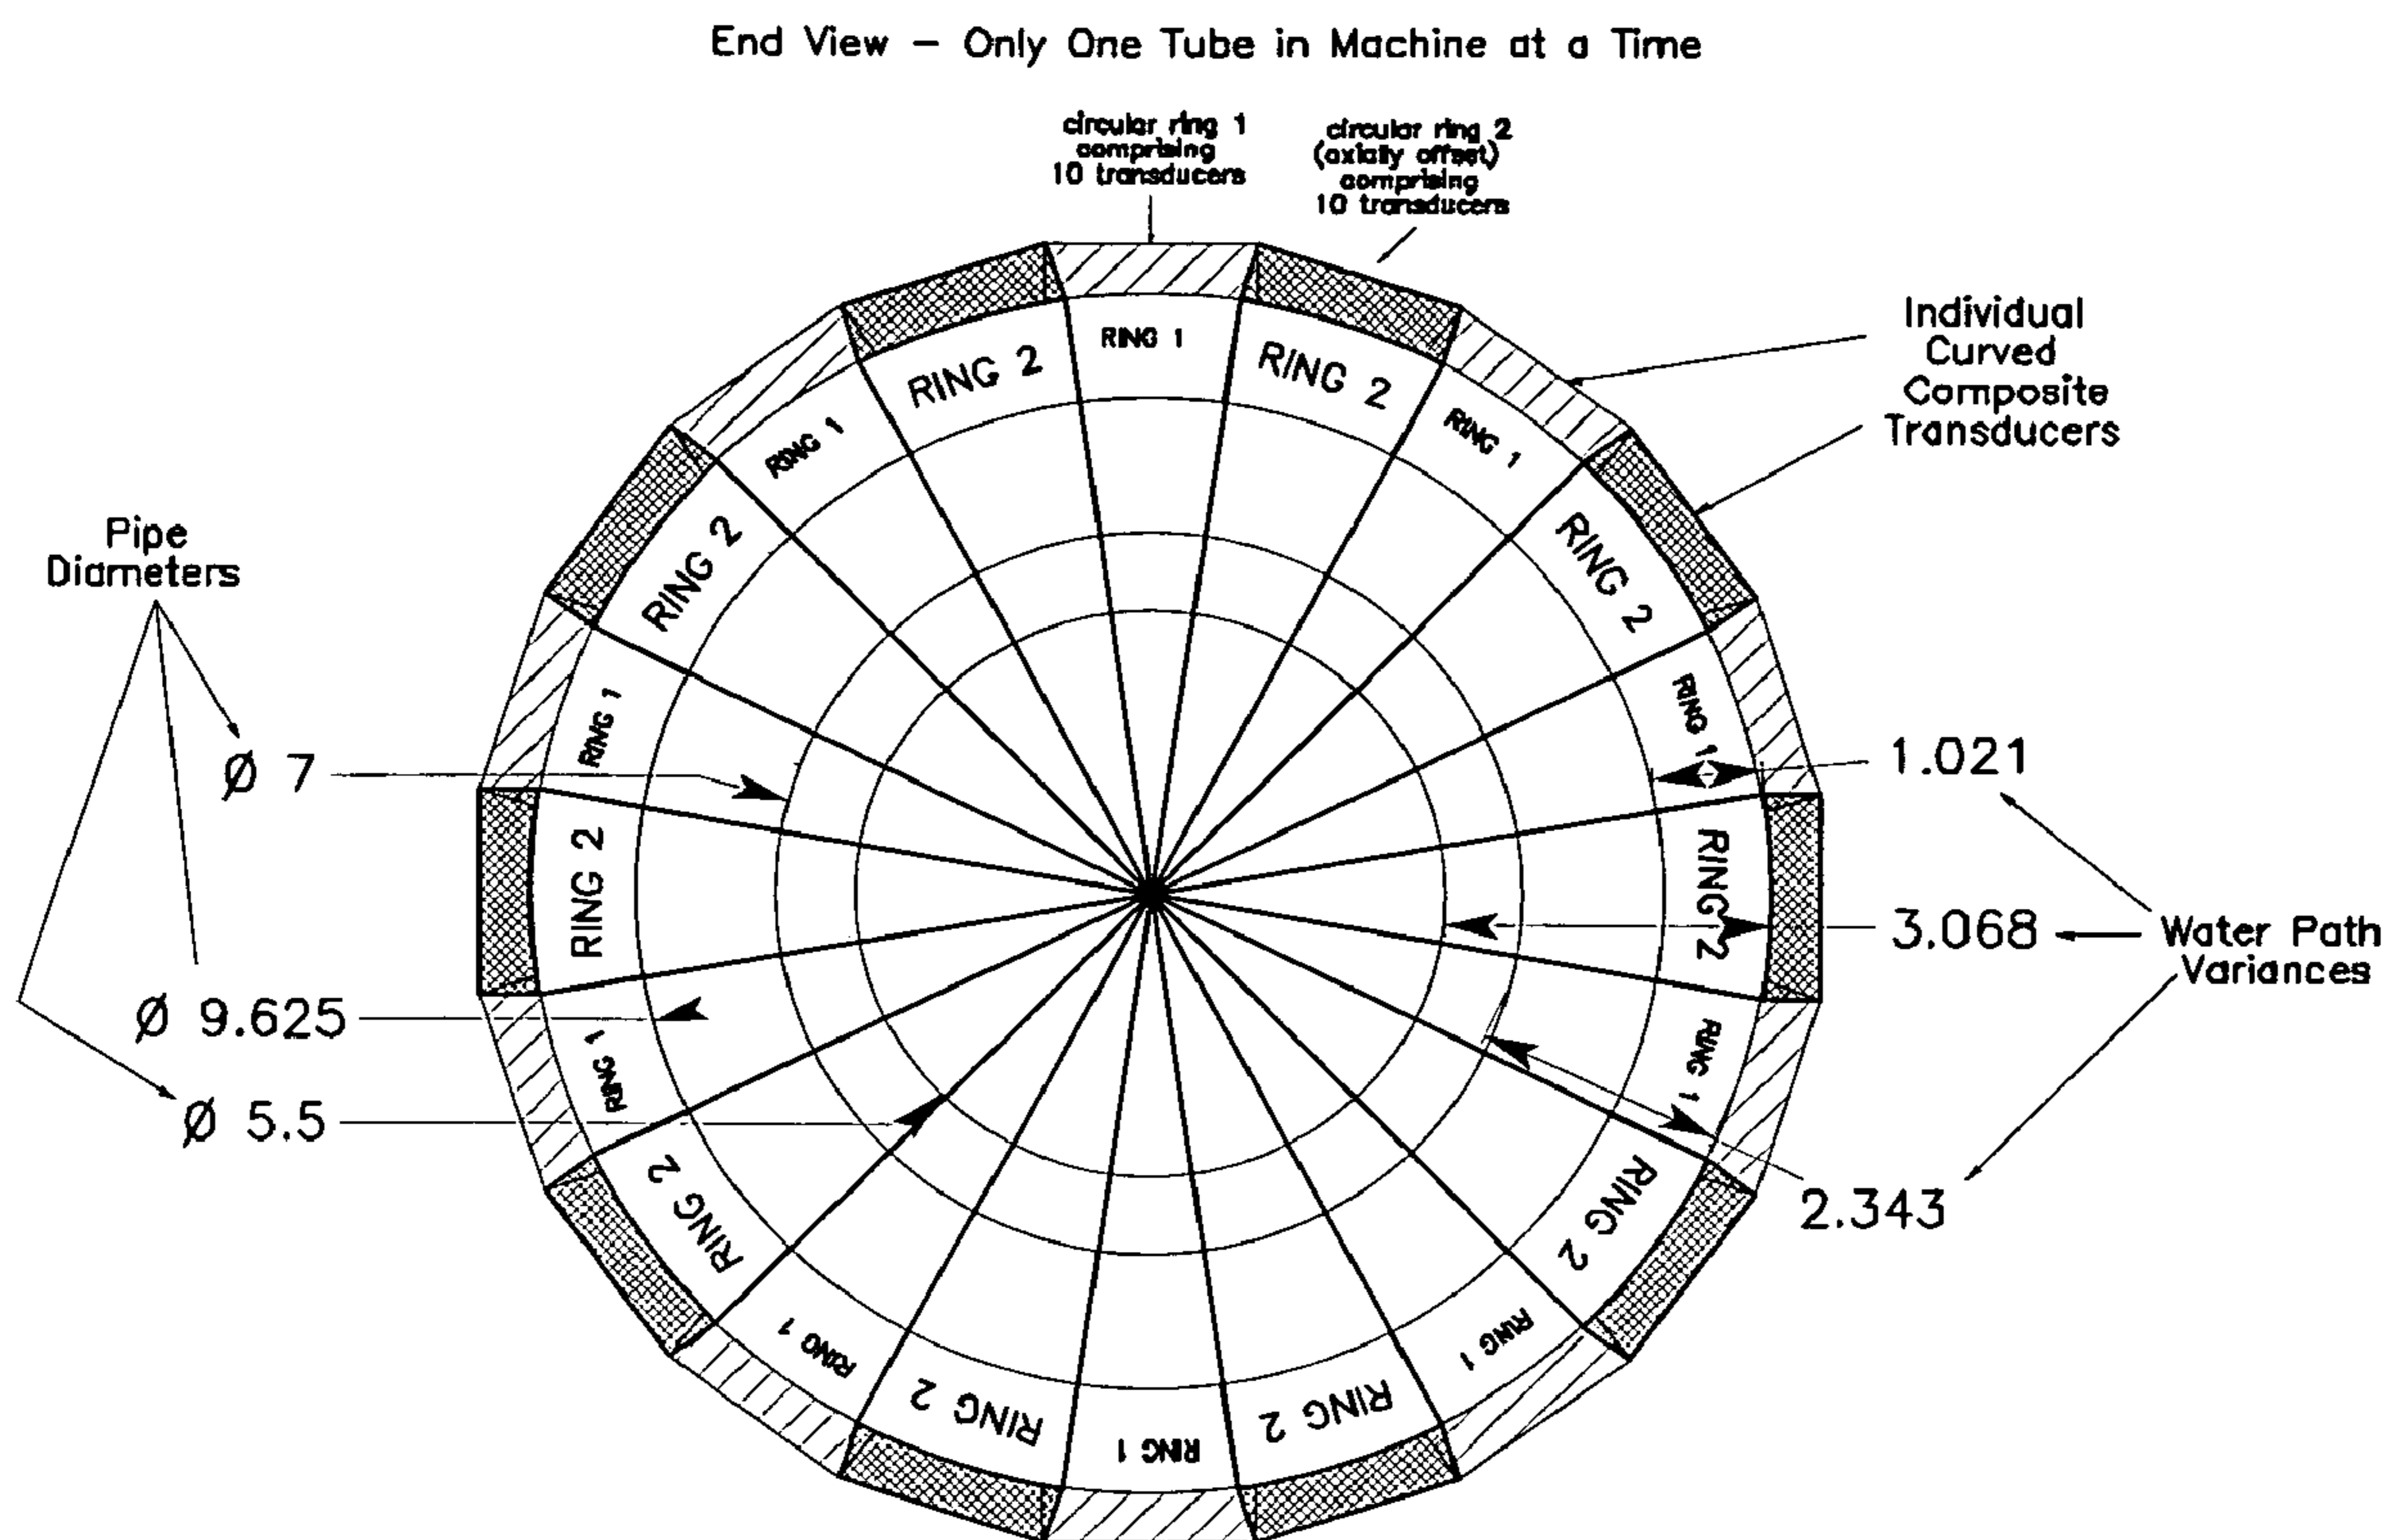 End View – Only One Tube in Machine at a Time
circular ring 1
comprising
10 transducers
circular ring 2
(axially offset)
comprising
10 transducers
Individual
Curved
Composite
Transducers
Pipe
Diameters
Ø 7
Ø 9.625
Ø 5.5
1.021
3.068
2.343
Water Path
Variances
RING 1
RING 2
RING 1
RING 2
RING 1
RING 2
RING 1
RING 2
RING 1
RING 2
RING 1
RING 2
RING 1
RING 2
RING 1
RING 2
RING 1
RING 2
RING 1
RING 2